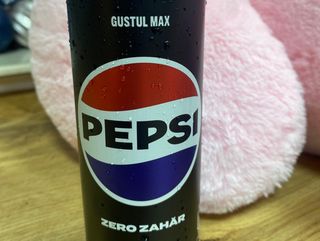 GUSTUL MAX
PEPSI
ZERO ZAHĂR